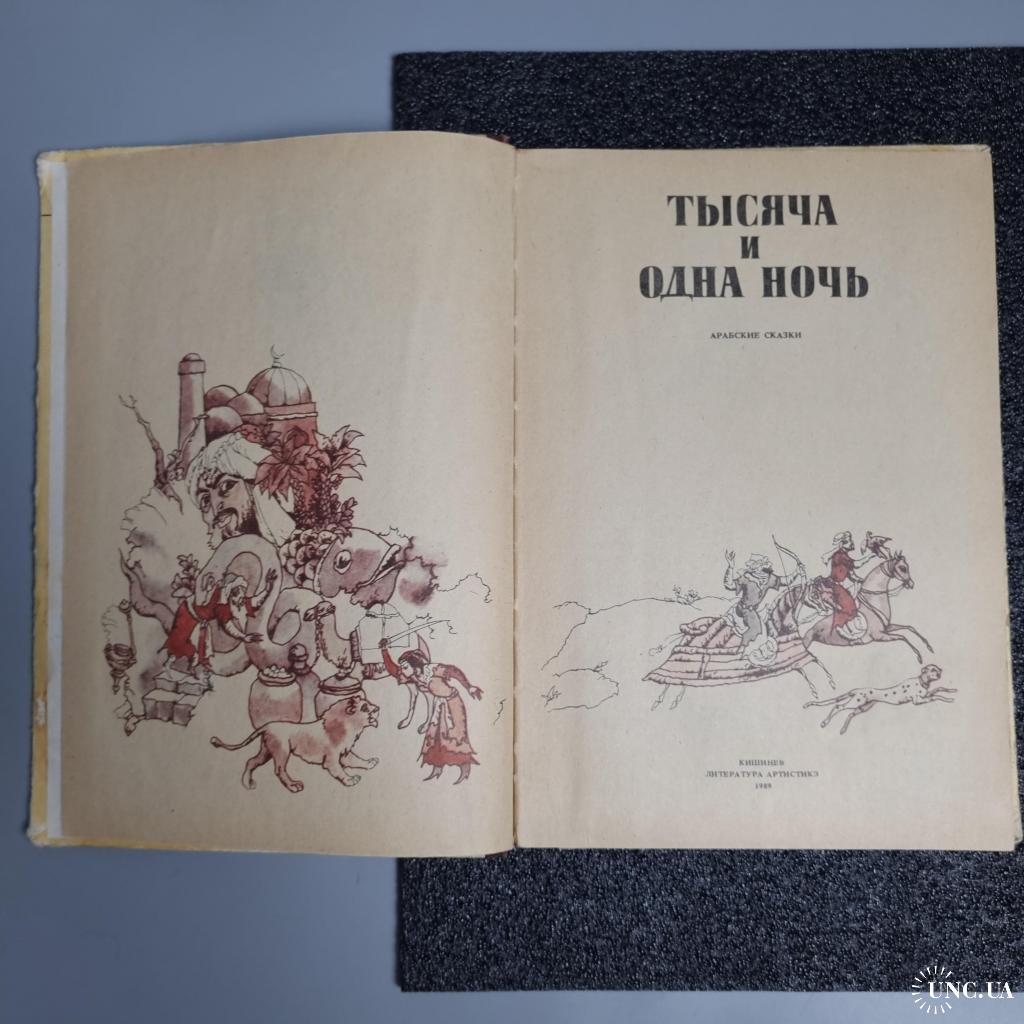 ТЫСЯЧА
И
ОДНА НОЧЬ
АРАБСКИЕ СКАЗКИ
КИШИНЕВ
ЛИТЕРАТУРА АРТИСТИКЭ
1989
UNC.UA